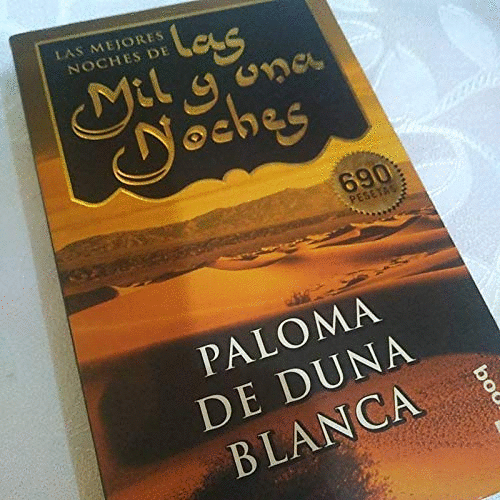 LAS MEJORES
NOCHES DE las
Mil y una
Noches
690
PESETAS
PALOMA
DE DUNA
BLANCA